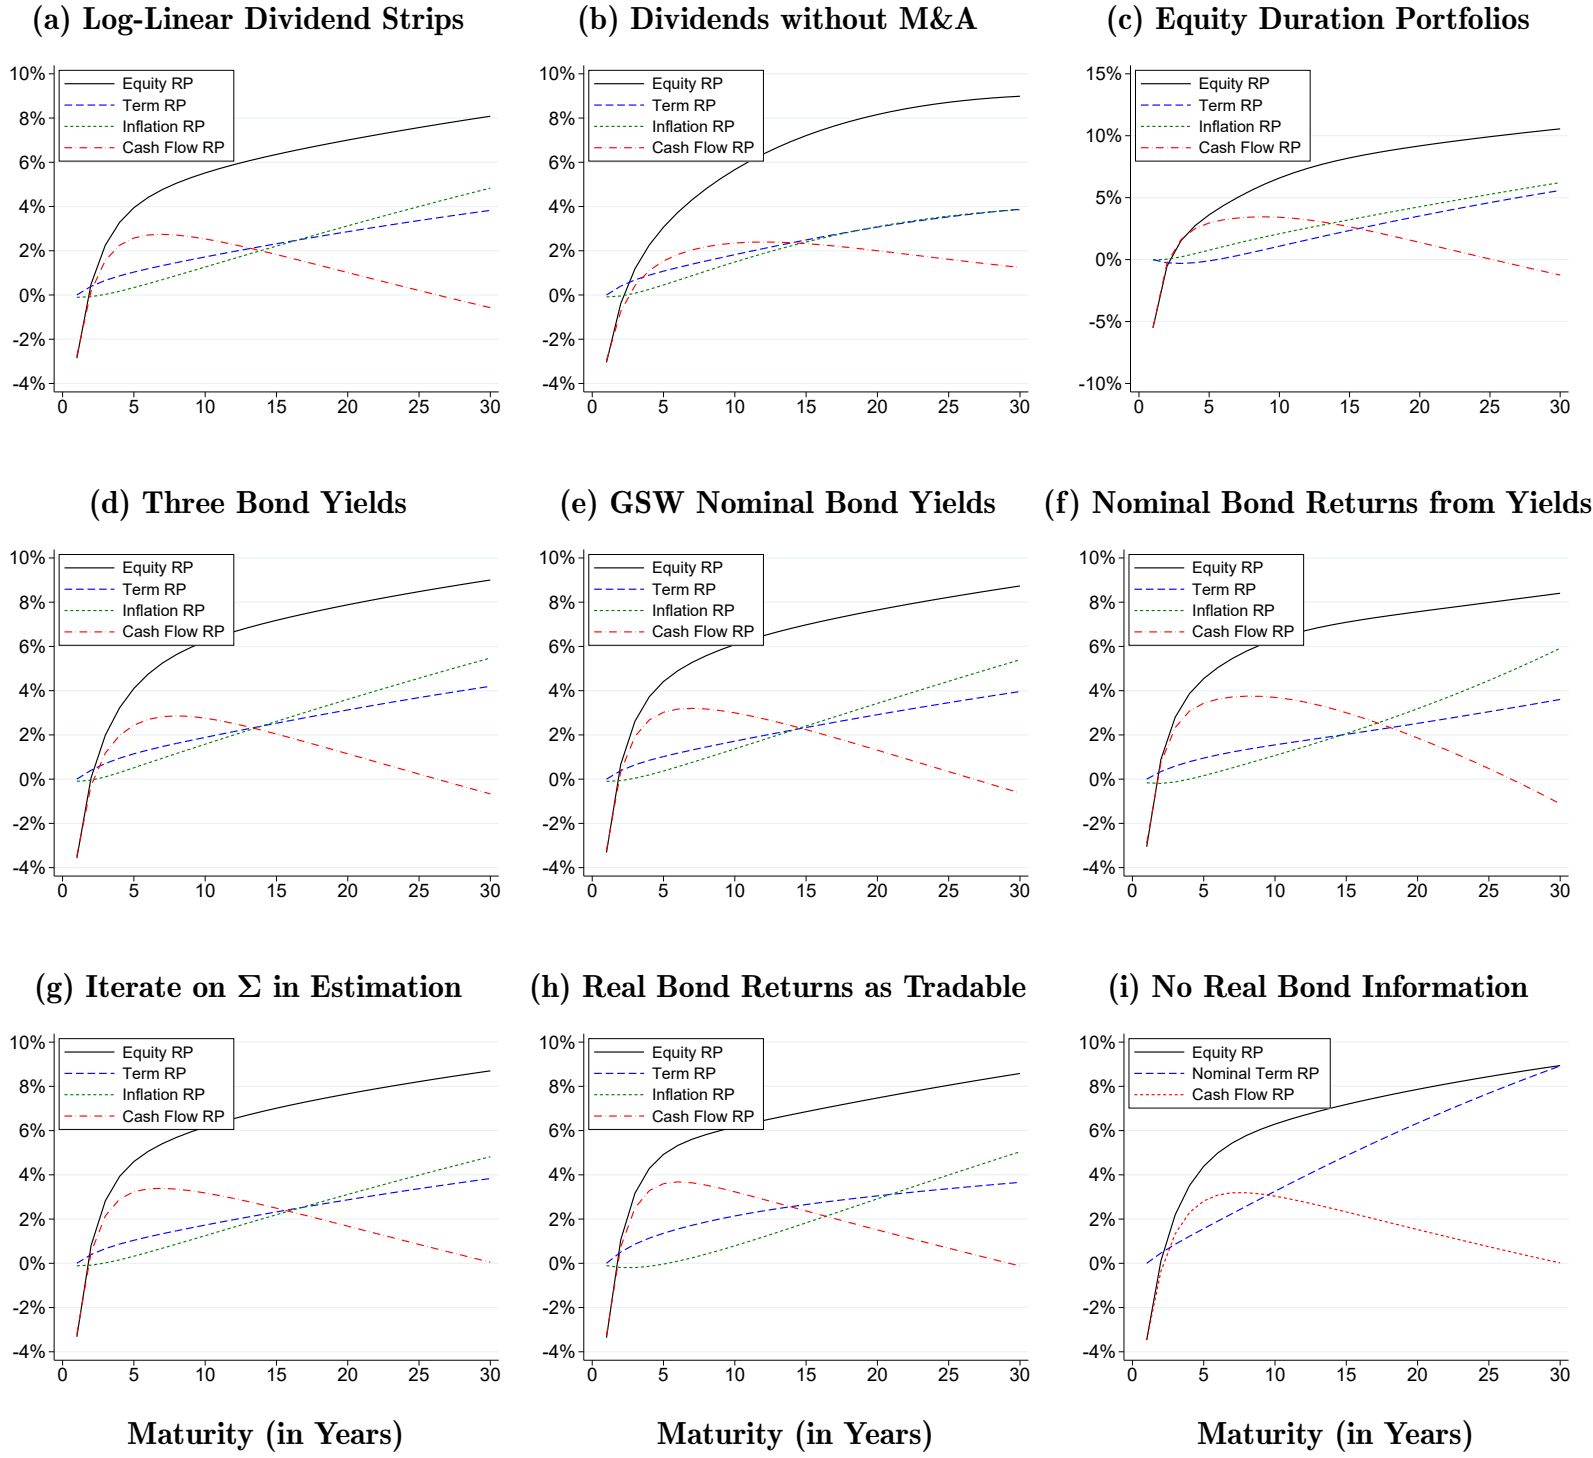 (a) Log-Linear Dividend Strips
10%
8%
6%
4%
2%
0%
-2%
-4%
Equity RP
Term RP
Inflation RP
Cash Flow RP
0 5 10 15 20 25 30
(b) Dividends without M&A
10%
8%
6%
4%
2%
0%
-2%
-4%
Equity RP
Term RP
Inflation RP
Cash Flow RP
0 5 10 15 20 25 30
(c) Equity Duration Portfolios
15%
10%
5%
0%
-5%
-10%
Equity RP
Term RP
Inflation RP
Cash Flow RP
0 5 10 15 20 25 30
(d) Three Bond Yields
10%
8%
6%
4%
2%
0%
-2%
-4%
Equity RP
Term RP
Inflation RP
Cash Flow RP
0 5 10 15 20 25 30
(e) GSW Nominal Bond Yields
10%
8%
6%
4%
2%
0%
-2%
-4%
Equity RP
Term RP
Inflation RP
Cash Flow RP
0 5 10 15 20 25 30
(f) Nominal Bond Returns from Yields
10%
8%
6%
4%
2%
0%
-2%
-4%
Equity RP
Term RP
Inflation RP
Cash Flow RP
0 5 10 15 20 25 30
(g) Iterate on Σ in Estimation
10%
8%
6%
4%
2%
0%
-2%
-4%
Equity RP
Term RP
Inflation RP
Cash Flow RP
0 5 10 15 20 25 30
Maturity (in Years)
(h) Real Bond Returns as Tradable
10%
8%
6%
4%
2%
0%
-2%
-4%
Equity RP
Term RP
Inflation RP
Cash Flow RP
0 5 10 15 20 25 30
Maturity (in Years)
(i) No Real Bond Information
10%
8%
6%
4%
2%
0%
-2%
-4%
Equity RP
Nominal Term RP
Cash Flow RP
0 5 10 15 20 25 30
Maturity (in Years)